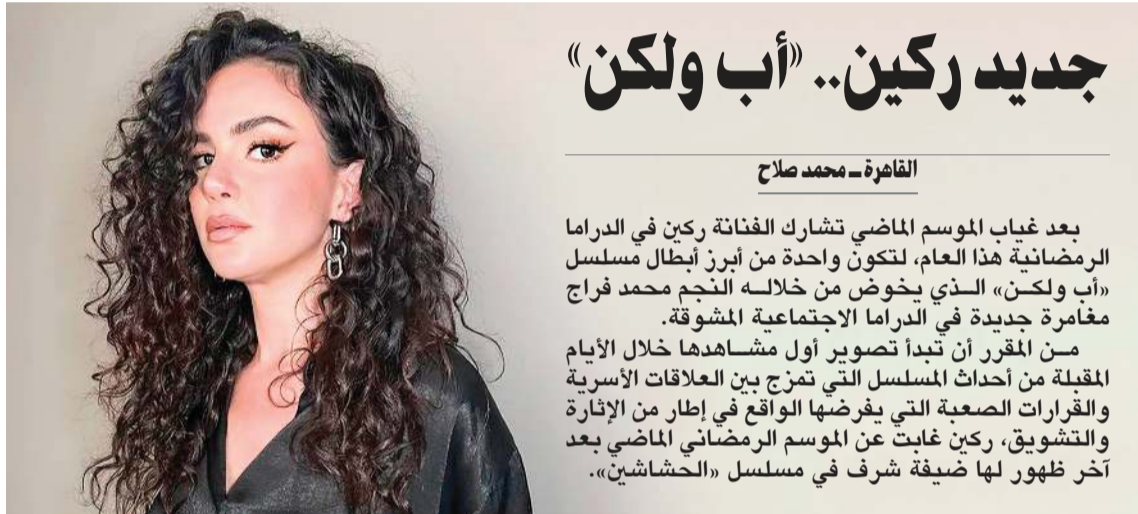 جديد ركين.. «أب ولكن»
القاهرة ـ محمد صلاح
بعد غياب الموسم الماضي تشارك الفنانة ركين في الدراما
الرمضانية هذا العام، لتكون واحدة من أبرز أبطال مسلسل
«أب ولكن» الذي يخوض من خلاله النجم محمد فراج
مغامرة جديدة في الدراما الاجتماعية المشوقة.
من المقرر أن تبدأ تصوير أول مشاهدها خلال الأيام
المقبلة من أحداث المسلسل التي تمزج بين العلاقات الأسرية
والقرارات الصعبة التي يفرضها الواقع في إطار من الإثارة
والتشويق، ركين غابت عن الموسم الرمضاني الماضي بعد
آخر ظهور لها ضيفة شرف في مسلسل «الحشاشين».